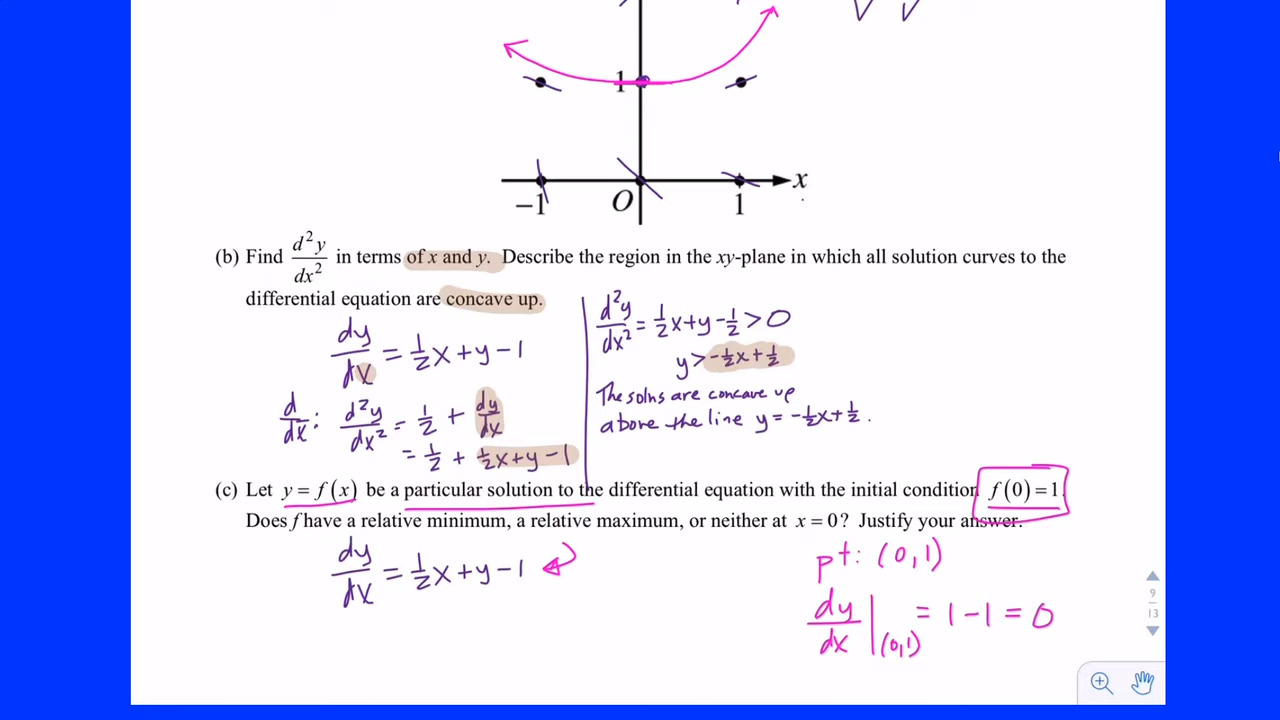 1
x
-1
O
1
(b) Find d²y/dx² in terms of x and y. Describe the region in the xy-plane in which all solution curves to the
differential equation are concave up.
dy/dx = 1/2x+y-1
d/dx: d²y/dx² = 1/2 + dy/dx
= 1/2 + 1/2x+y-1
d²y/dx² = 1/2x+y-1/2>0
y>-1/2x+1/2
The solns are concave up
above the line y=-1/2x+1/2.
(c) Let y = f(x) be a particular solution to the differential equation with the initial condition f(0)=1.
Does f have a relative minimum, a relative maximum, or neither at x=0? Justify your answer.
dy/dx = 1/2x+y-1
pt: (0,1)
dy/dx|(0,1) = 1-1=0
9
13